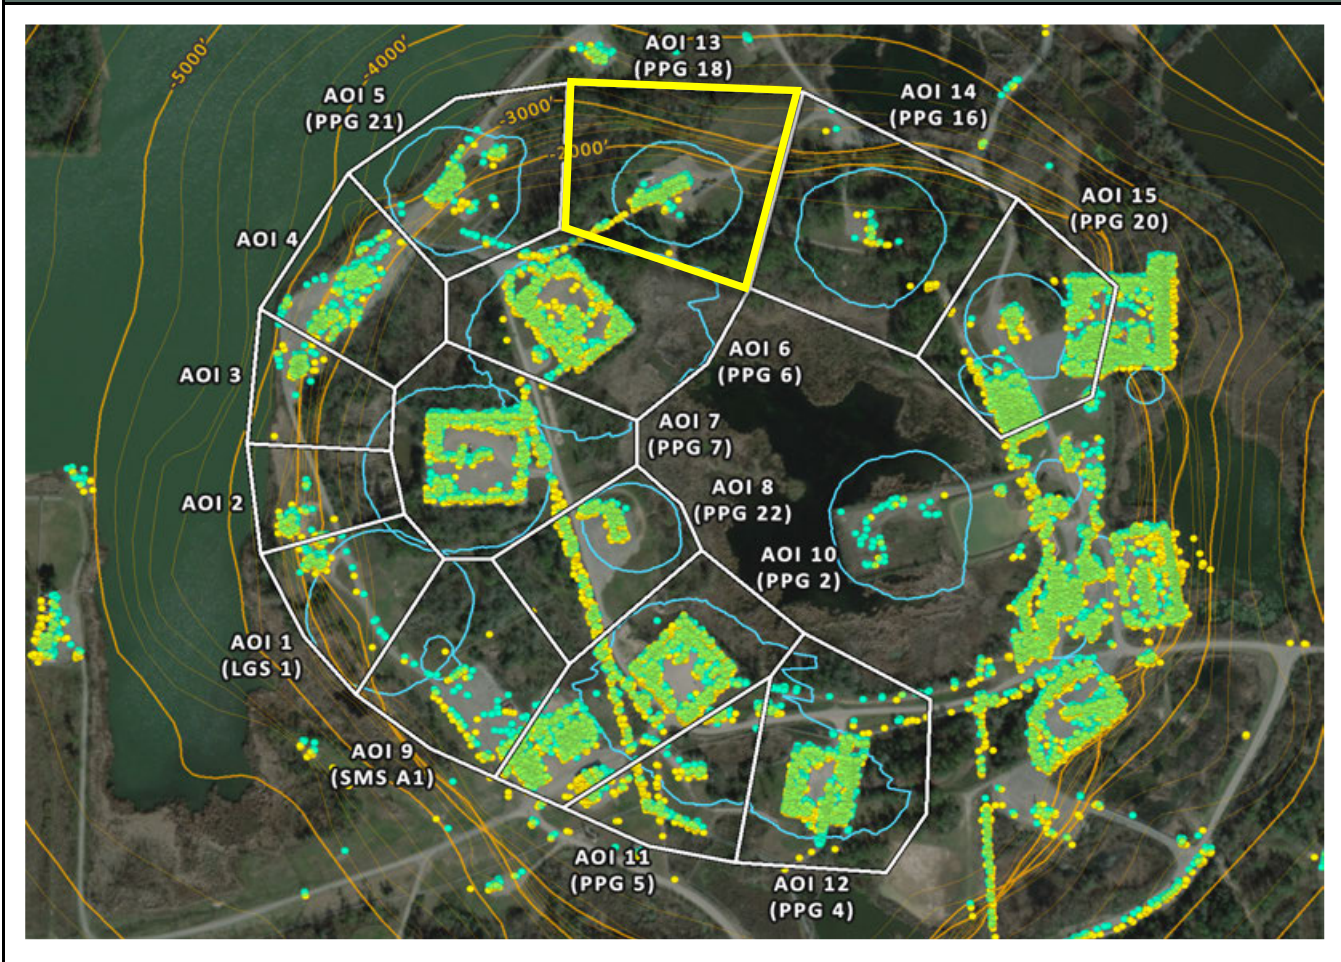 -5000'
-4000'
-3000'
-2000'
AOI 13
(PPG 18)
AOI 5
(PPG 21)
AOI 14
(PPG 16)
AOI 15
(PPG 20)
AOI 4
AOI 3
AOI 6
(PPG 6)
AOI 7
(PPG 7)
AOI 2
AOI 8
(PPG 22)
AOI 10
(PPG 2)
AOI 1
(LGS 1)
AOI 9
(SMS A1)
AOI 11
(PPG 5)
AOI 12
(PPG 4)